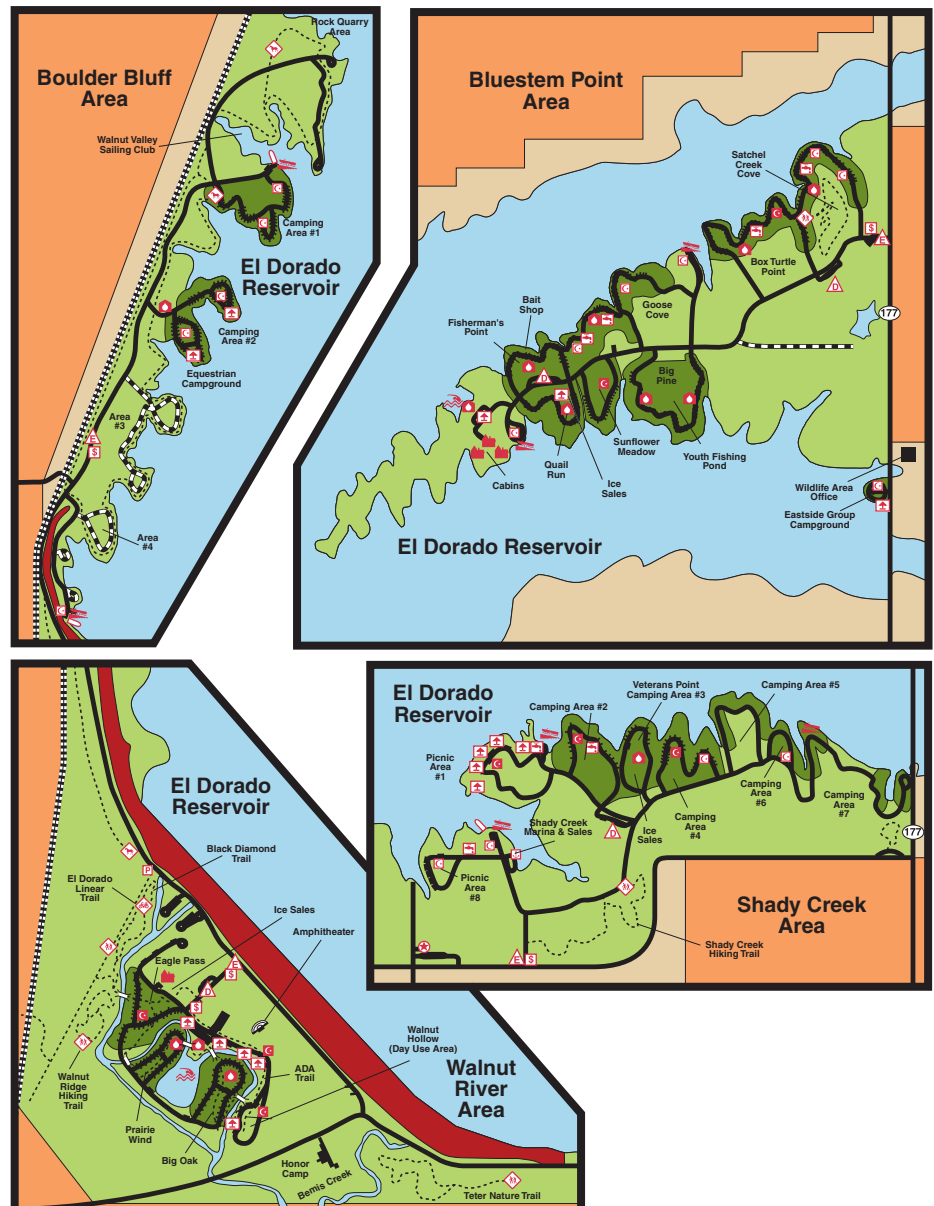 Rock Quarry
Area
Boulder Bluff
Area
Walnut Valley
Sailing Club
Camping
Area #1
El Dorado
Reservoir
Camping
Area #2
Equestrian
Campground
Area
#3
E
$
Area
#4
Bluestem Point
Area
Satchel
Creek
Cove
$
E
Box Turtle
Point
D
177
Goose
Cove
Bait
Shop
Fisherman's
Point
D
Big
Pine
Sunflower
Meadow
Youth Fishing
Pond
Quail
Run
Ice
Sales
Cabins
Wildlife Area
Office
Eastside Group
Campground
El Dorado Reservoir
El Dorado
Reservoir
Black Diamond
Trail
P
El Dorado
Linear
Trail
Ice Sales
Amphitheater
Eagle Pass
E
$
D
$
Walnut
Hollow
(Day Use Area)
Walnut
River
Area
ADA
Trail
Walnut
Ridge
Hiking
Trail
Prairie
Wind
Big Oak
Honor
Camp
Bemis Creek
Teter Nature Trail
El Dorado
Reservoir
Veterans Point
Camping Area #3
Camping Area #5
Camping Area #2
Picnic
Area
#1
Camping
Area
#6
Camping
Area
#7
Shady Creek
Marina & Sales
D
Ice
Sales
Camping
Area
#4
177
Picnic
Area
#8
Shady Creek
Area
Shady Creek
Hiking Trail
E
$